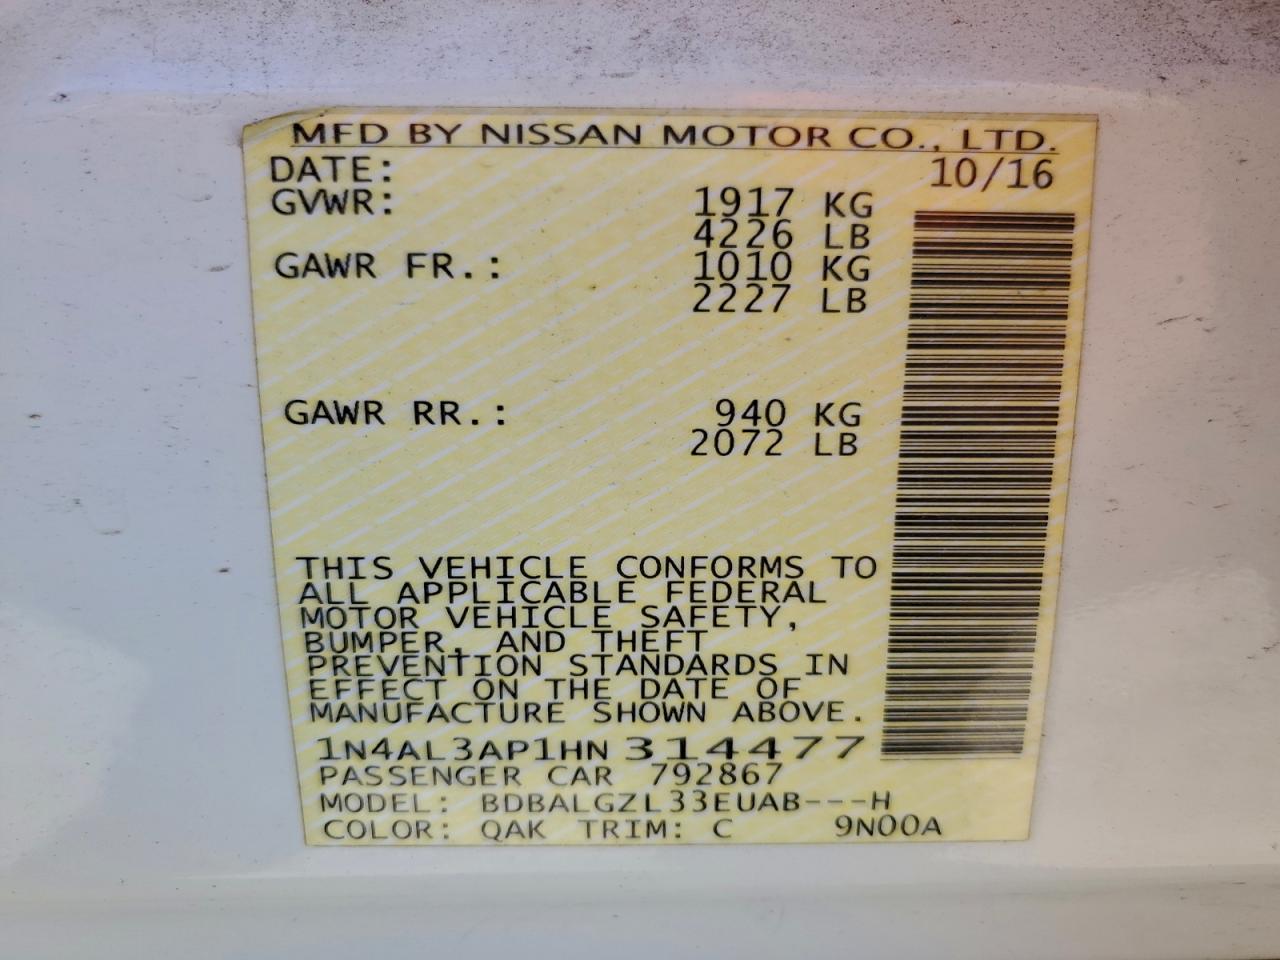 MFD BY NISSAN MOTOR CO., LTD.
DATE: 10/16
GVWR: 1917 KG
4226 LB
GAWR FR.: 1010 KG
2227 LB
GAWR RR.: 940 KG
2072 LB
THIS VEHICLE CONFORMS TO
ALL APPLICABLE FEDERAL
MOTOR VEHICLE SAFETY,
BUMPER, AND THEFT
PREVENTION STANDARDS IN
EFFECT ON THE DATE OF
MANUFACTURE SHOWN ABOVE.
1N4AL3AP1HN 314477
PASSENGER CAR 792867
MODEL: BDBALGZL33EUAB---H
COLOR: QAK TRIM: C 9N00A